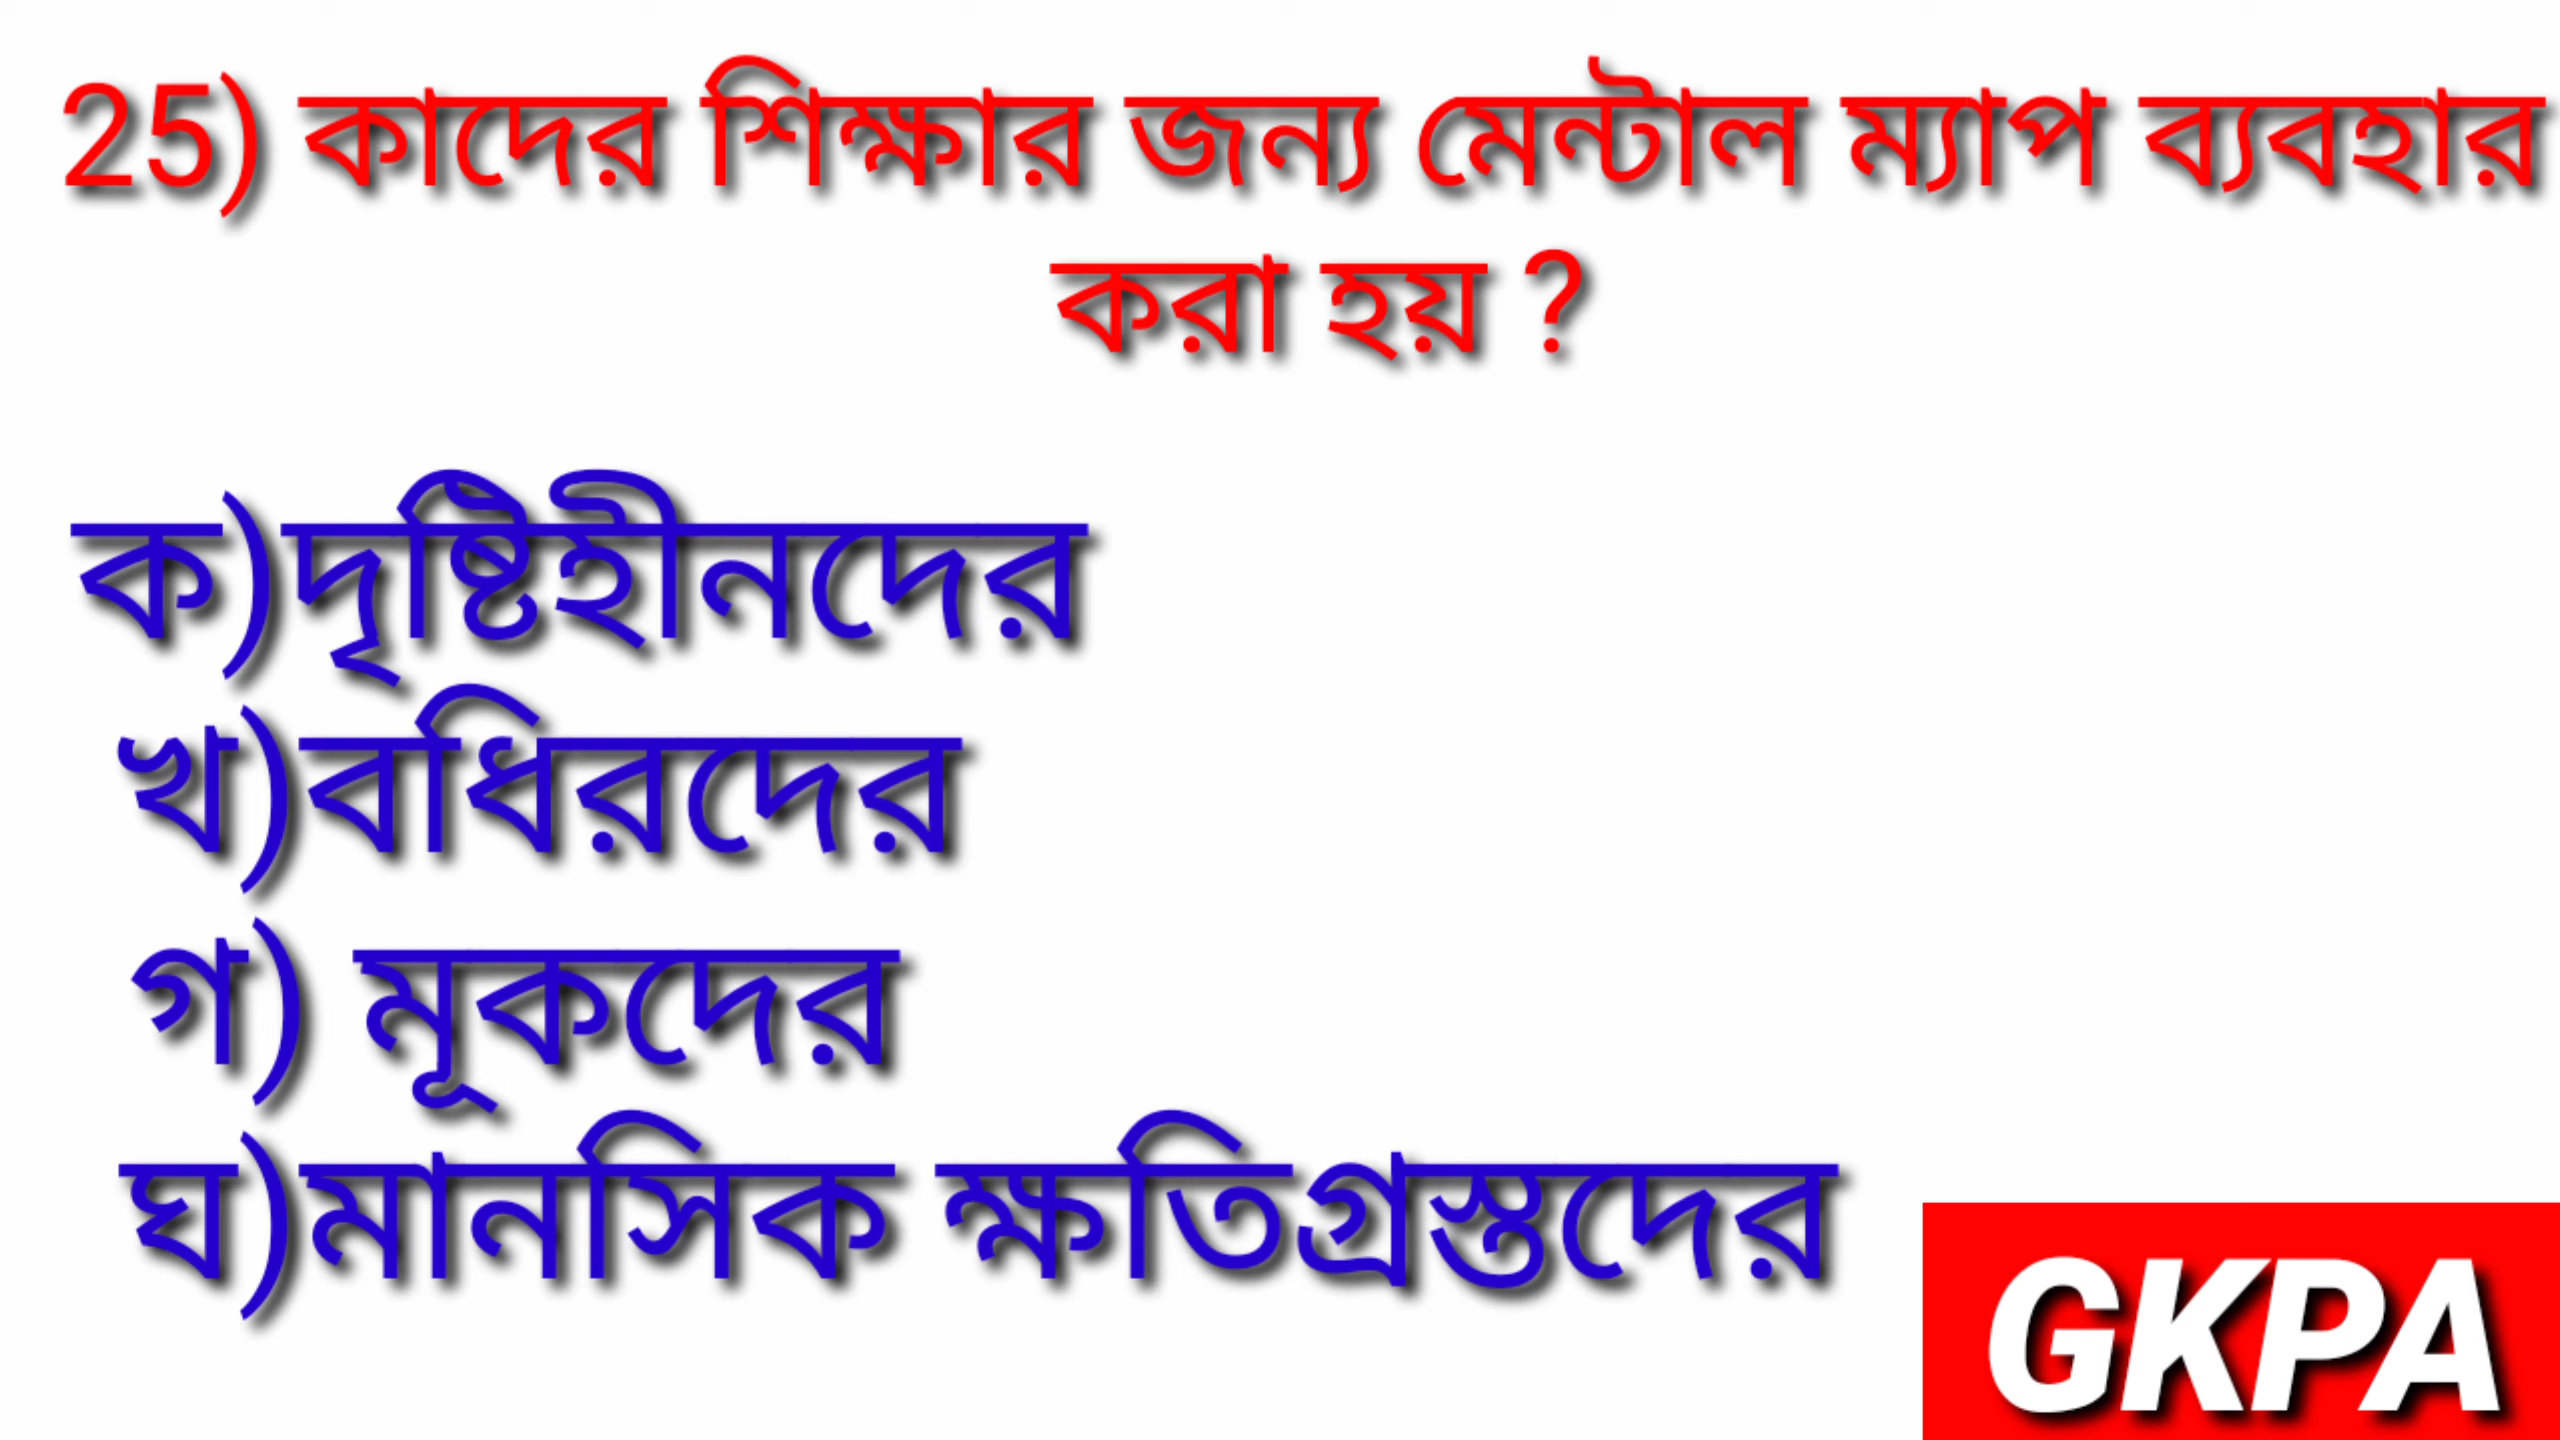 25) কাদের শিক্ষার জন্য মেন্টাল ম্যাপ ব্যবহার
করা হয় ?
ক)দৃষ্টিহীনদের
খ)বধিরদের
গ) মূকদের
ঘ)মানসিক ক্ষতিগ্রস্তদের
GKPA